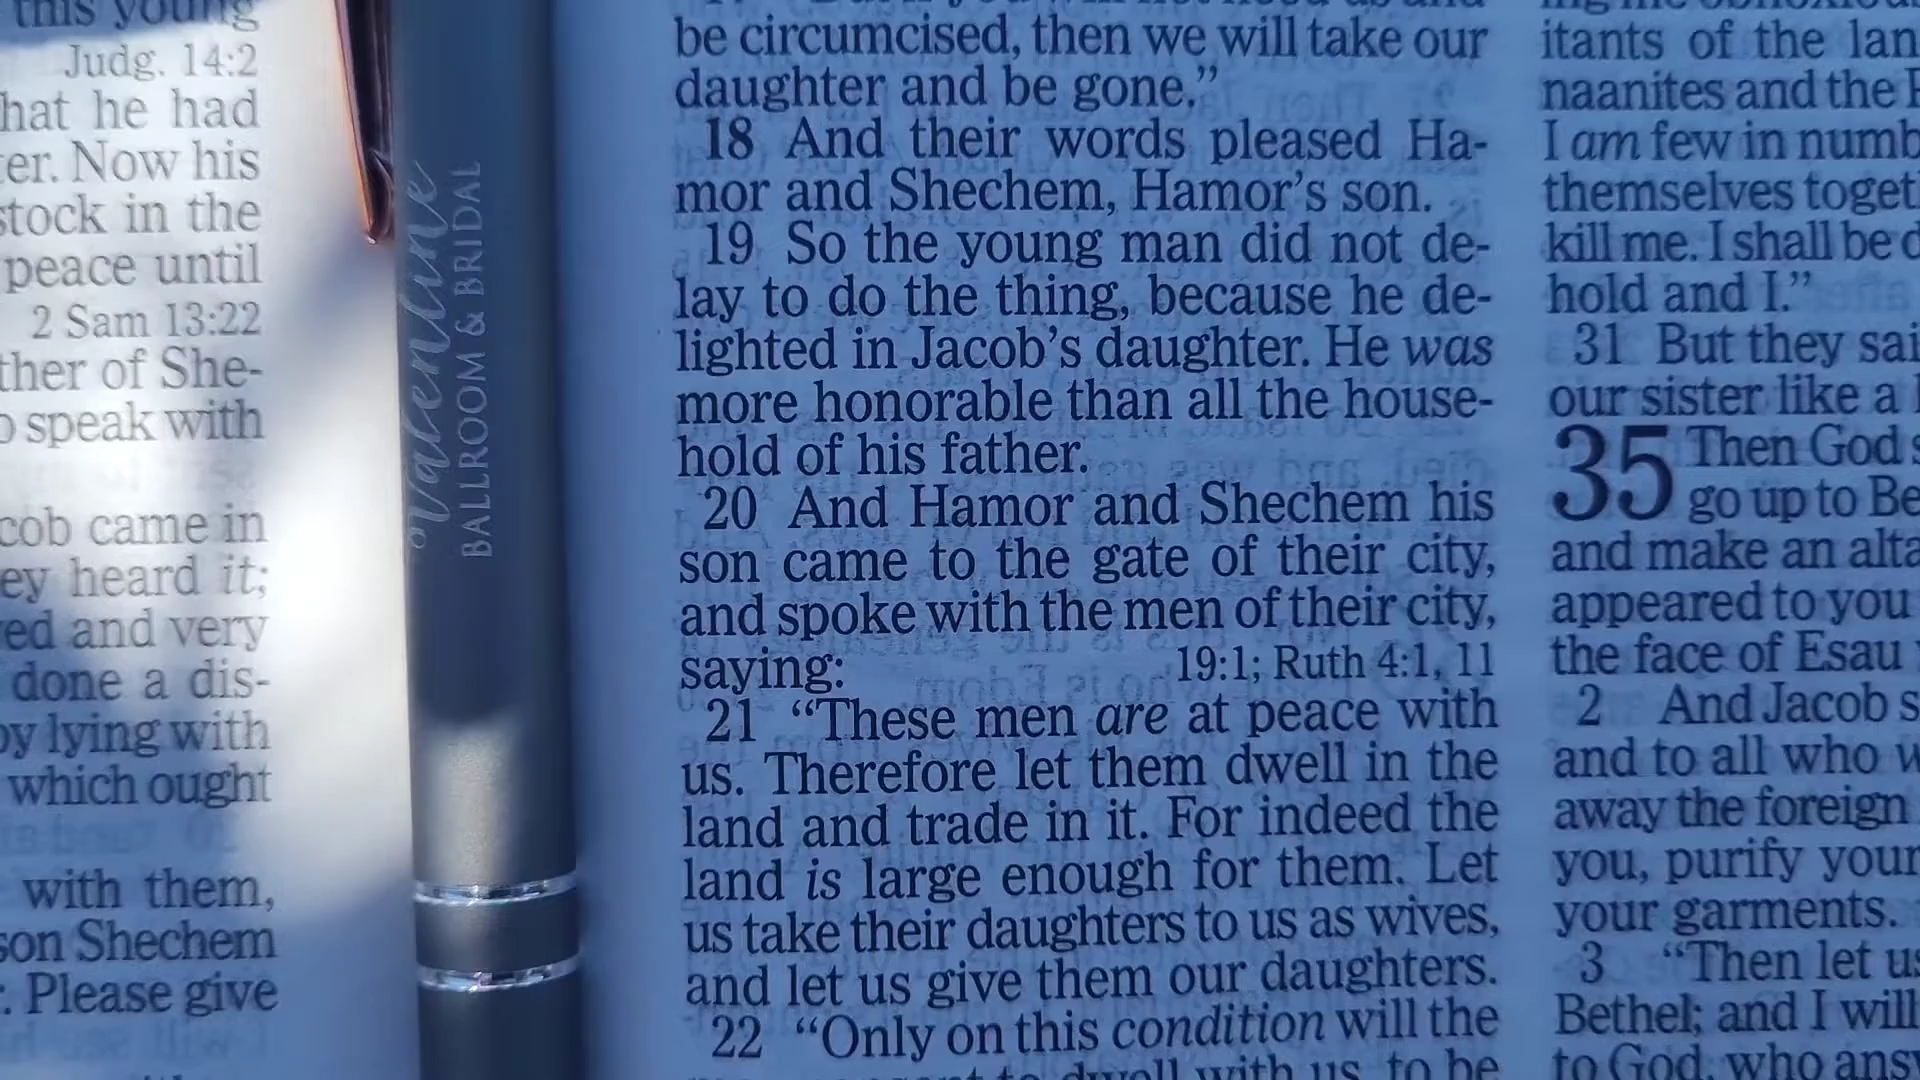 this young
Judg. 14:2
hat he had
er. Now his
stock in the
peace until
2 Sam 13:22
ther of She-
o speak with
cob came in
ey heard it;
ed and very
done a dis-
by lying with
which ought
with them,
son Shechem
. Please give
Valentine
BALLROOM & BRIDAL
be circumcised, then we will take our
daughter and be gone.”
18 And their words pleased Ha-
mor and Shechem, Hamor’s son.
19 So the young man did not de-
lay to do the thing, because he de-
lighted in Jacob’s daughter. He was
more honorable than all the house-
hold of his father.
20 And Hamor and Shechem his
son came to the gate of their city,
and spoke with the men of their city,
saying: 19:1; Ruth 4:1, 11
21 “These men are at peace with
us. Therefore let them dwell in the
land and trade in it. For indeed the
land is large enough for them. Let
us take their daughters to us as wives,
and let us give them our daughters.
22 “Only on this condition will the
dwell with us, to be
itants of the lan
naanites and the P
I am few in numb
themselves toget
kill me. I shall be d
hold and I.”
31 But they sai
our sister like a
35 Then God s
go up to Be
and make an alta
appeared to you
the face of Esau
2 And Jacob s
and to all who w
away the foreign
you, purify your
your garments.
3 “Then let us
Bethel; and I will
to God, who answ